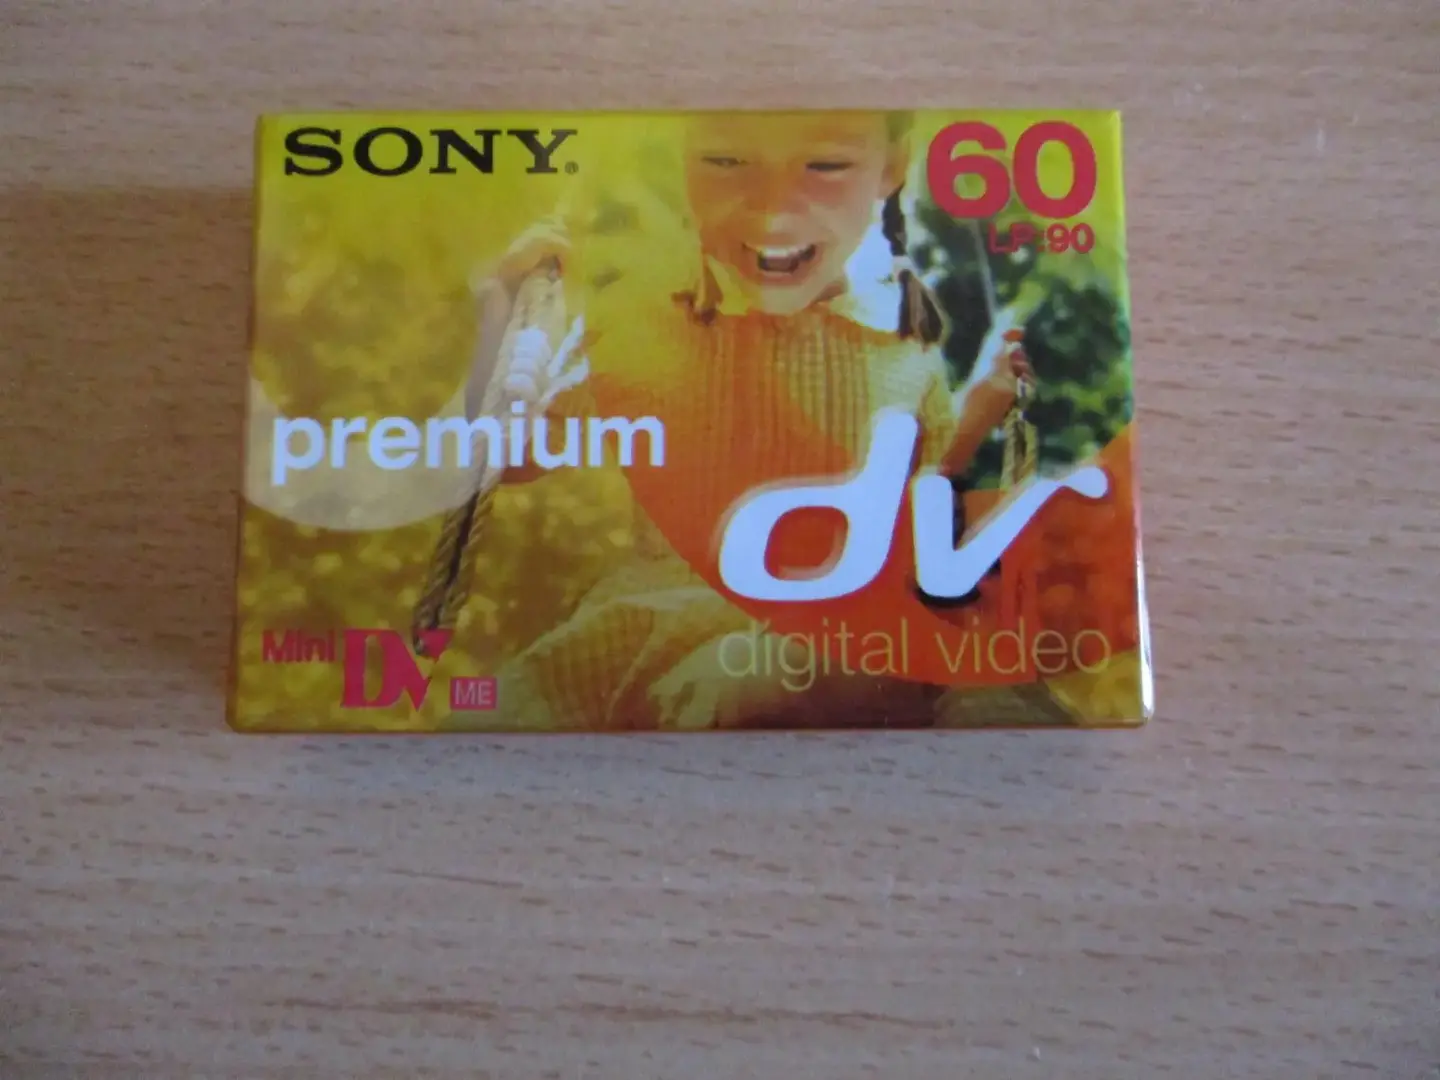 SONY®
60
LP:90
premium
dv
digital video
Mini DV ME